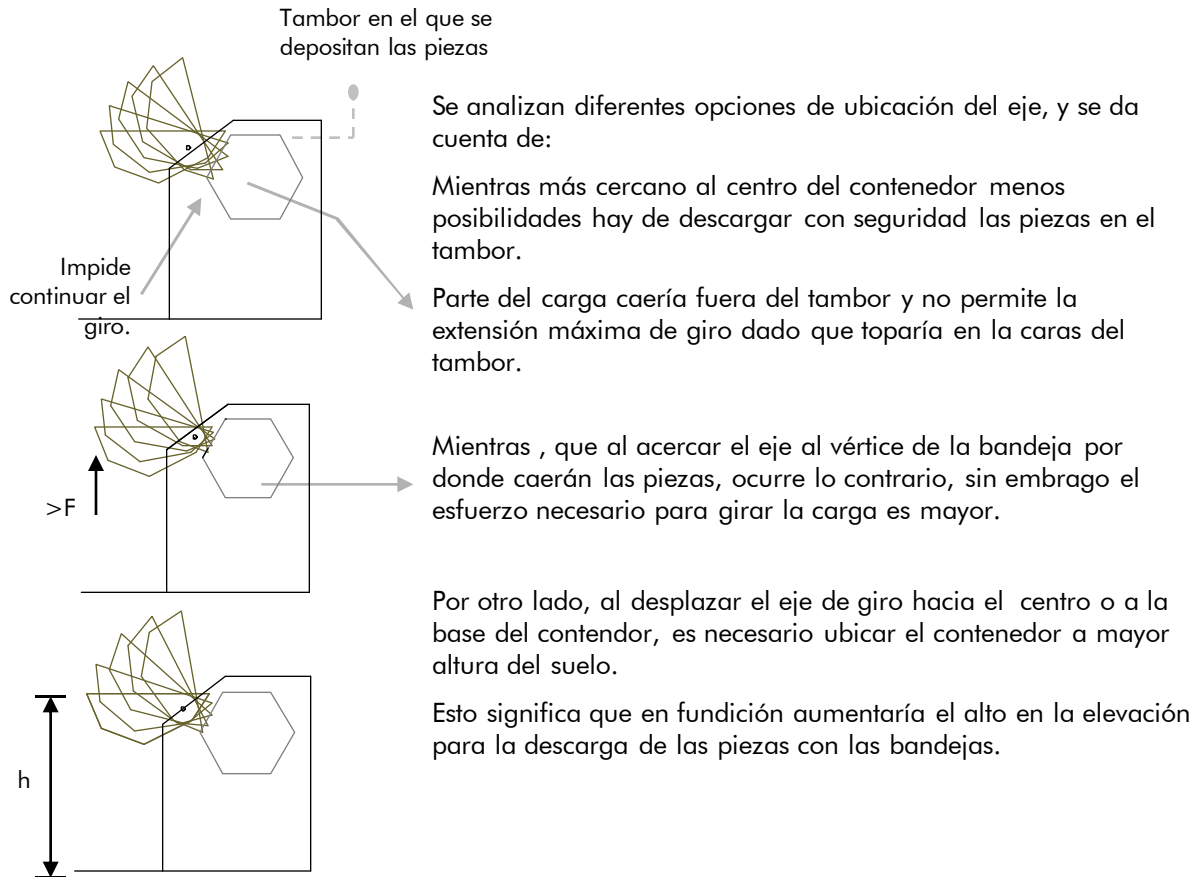 Tambor en el que se
depositan las piezas
Se analizan diferentes opciones de ubicación del eje, y se da
cuenta de:
Mientras más cercano al centro del contenedor menos
posibilidades hay de descargar con seguridad las piezas en el
tambor.
Impide
continuar el
giro.
Parte del carga caería fuera del tambor y no permite la
extensión máxima de giro dado que toparía en la caras del
tambor.
Mientras , que al acercar el eje al vértice de la bandeja por
donde caerán las piezas, ocurre lo contrario, sin embrago el
esfuerzo necesario para girar la carga es mayor.
>F
Por otro lado, al desplazar el eje de giro hacia el centro o a la
base del contendor, es necesario ubicar el contenedor a mayor
altura del suelo.
Esto significa que en fundición aumentaría el alto en la elevación
para la descarga de las piezas con las bandejas.
h